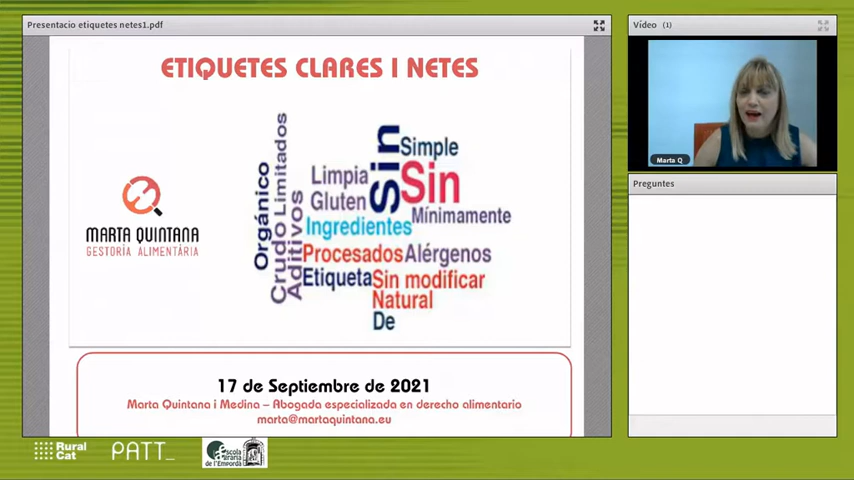 Presentacio etiquetes netes1.pdf
ETIQUETES CLARES I NETES
MARTA QUINTANA
GESTORÍA ALIMENTÀRIA
Orgánico
Crudo Limitados
Aditivos
Sin
Simple
Limpia
Sin
Gluten
Mínimamente
Ingredientes
Procesados Alérgenos
Etiqueta Sin modificar
Natural
De
17 de Septiembre de 2021
Marta Quintana i Medina – Abogada especializada en derecho alimentario
marta@martaquintana.eu
Vídeo (1)
Marta Q
Preguntes
Rural
Cat
PATT_
escola
agrària
de l'Empordà